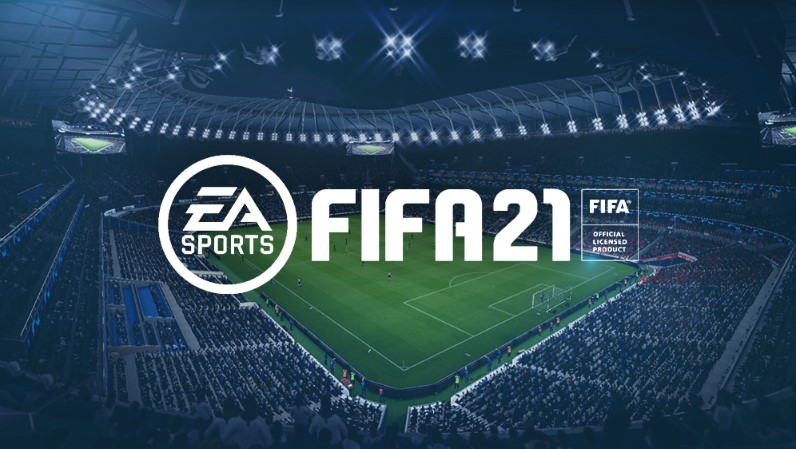 EA
SPORTS
FIFA21
FIFA
OFFICIAL
LICENSED
PRODUCT